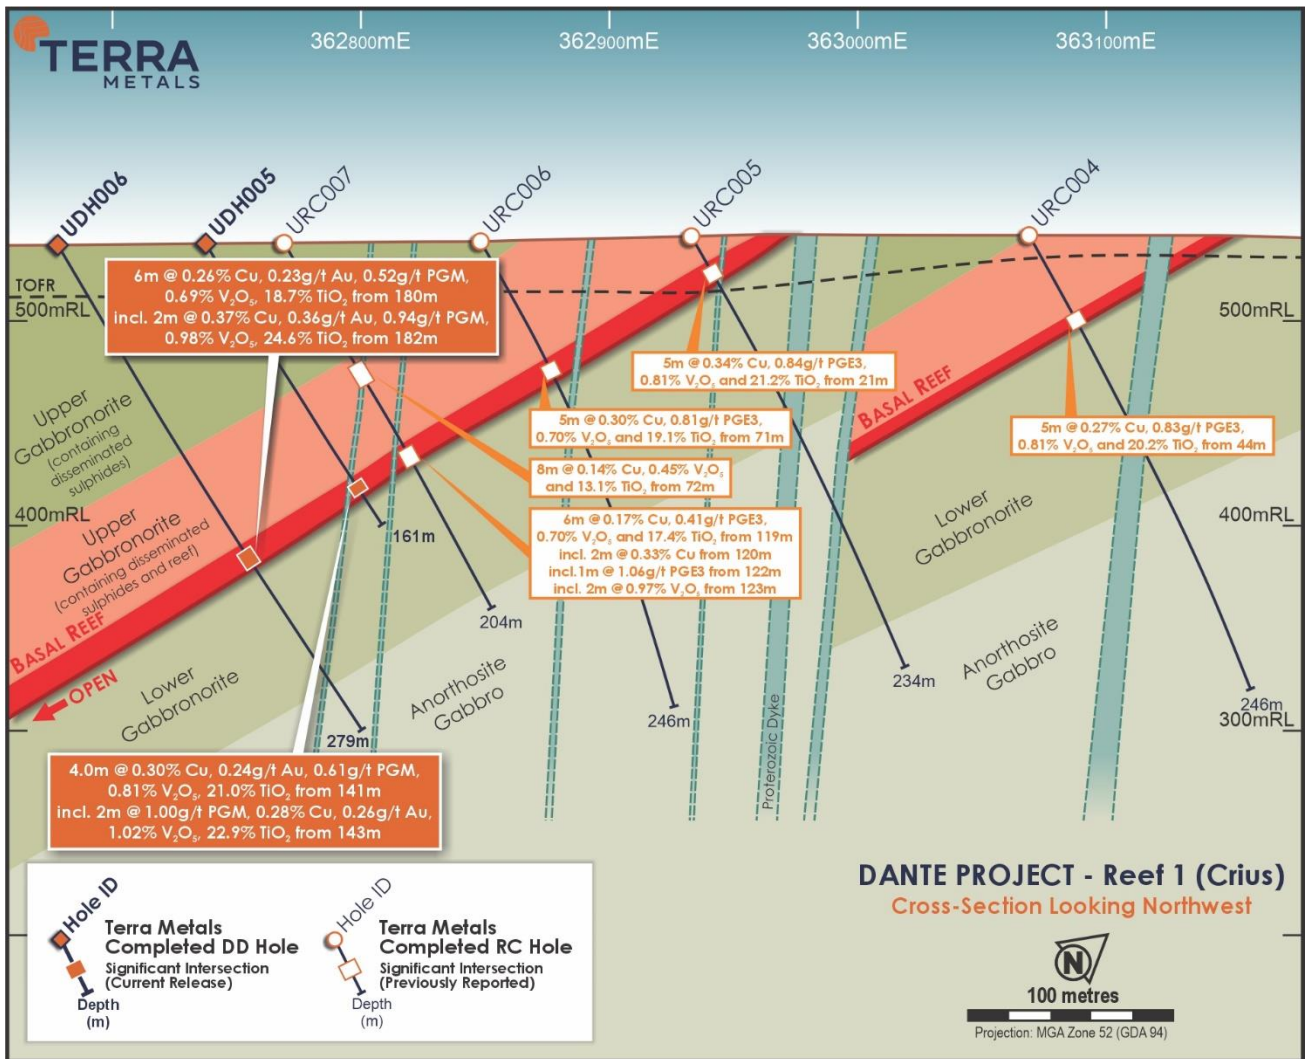 TERRA
METALS
362800mE
362900mE
363000mE
363100mE
UDH006
UDH005
URC007
URC006
URC005
URC004
TOFR
500mRL
500mRL
6m @ 0.26% Cu, 0.23g/t Au, 0.52g/t PGM,
0.69% V₂O₅, 18.7% TiO₂ from 180m
incl. 2m @ 0.37% Cu, 0.36g/t Au, 0.94g/t PGM,
0.98% V₂O₅, 24.6% TiO₂ from 182m
5m @ 0.34% Cu, 0.84g/t PGE3,
0.81% V₂O₅ and 21.2% TiO₂ from 21m
5m @ 0.30% Cu, 0.81g/t PGE3,
0.70% V₂O₅ and 19.1% TiO₂ from 71m
5m @ 0.27% Cu, 0.83g/t PGE3,
0.81% V₂O₅ and 20.2% TiO₂ from 44m
8m @ 0.14% Cu, 0.45% V₂O₅
and 13.1% TiO₂ from 72m
6m @ 0.17% Cu, 0.41g/t PGE3,
0.70% V₂O₅ and 17.4% TiO₂ from 119m
incl. 2m @ 0.33% Cu from 120m
incl.1m @ 1.06g/t PGE3 from 122m
incl. 2m @ 0.97% V₂O₅ from 123m
Upper
Gabbronorite
(containing
disseminated
sulphides)
BASAL REEF
400mRL
400mRL
Upper
Gabbronorite
(containing disseminated
sulphides and reef)
161m
Lower
Gabbronorite
BASAL REEF
OPEN
204m
Lower
Gabbronorite
Anorthosite
Gabbro
Anorthosite
Gabbro
234m
246m
246m
279m
300mRL
Proterozoic Dyke
4.0m @ 0.30% Cu, 0.24g/t Au, 0.61g/t PGM,
0.81% V₂O₅, 21.0% TiO₂ from 141m
incl. 2m @ 1.00g/t PGM, 0.28% Cu, 0.26g/t Au,
1.02% V₂O₅, 22.9% TiO₂ from 143m
Hole ID
Terra Metals
Completed DD Hole
Significant Intersection
(Current Release)
Depth
(m)
Hole ID
Terra Metals
Completed RC Hole
Significant Intersection
(Previously Reported)
Depth
(m)
DANTE PROJECT - Reef 1 (Crius)
Cross-Section Looking Northwest
N
100 metres
Projection: MGA Zone 52 (GDA 94)